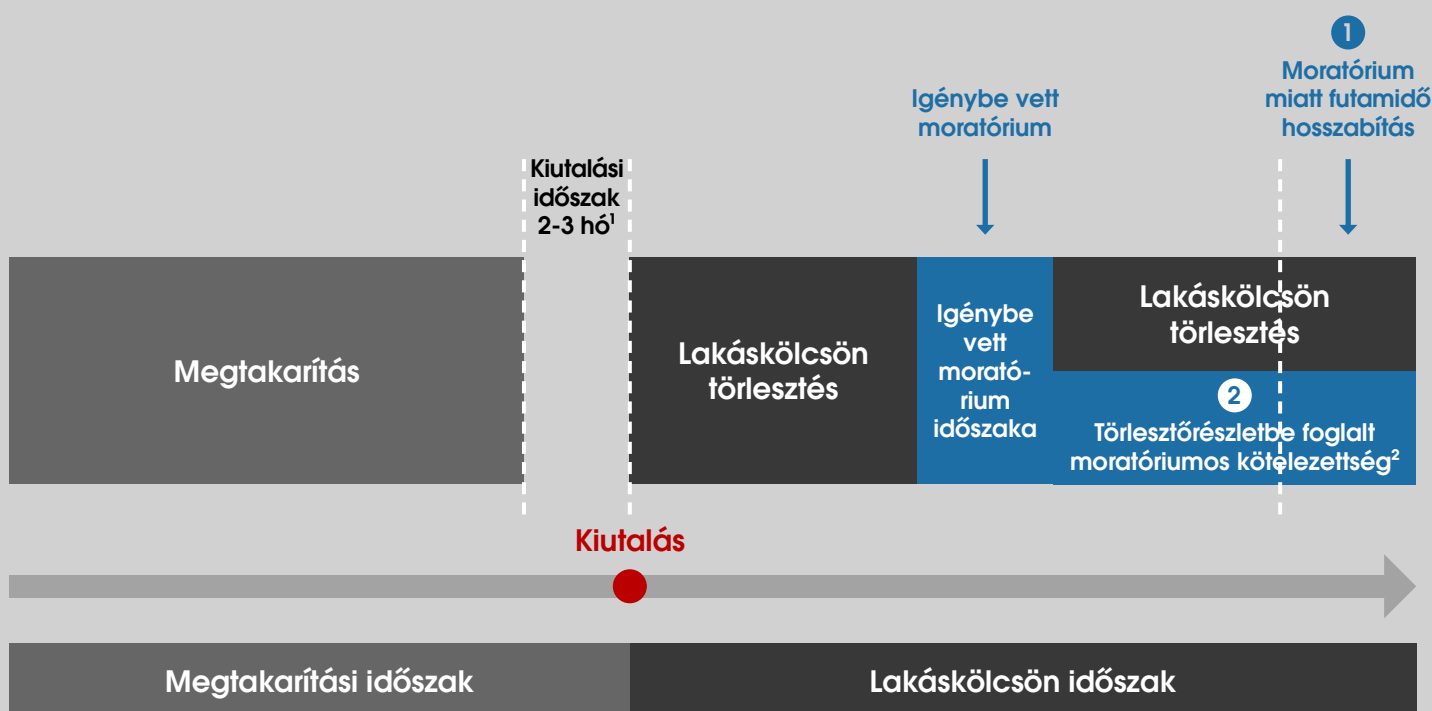 1
Moratórium
miatt futamidő
hosszabítás
Igénybe vett
moratórium
Kiutalási
időszak
2-3 hó¹
Megtakarítás
Lakáskölcsön
törlesztés
Igénybe
vett
morató-
rium
időszaka
Lakáskölcsön
törlesztés
2
Törlesztőrészletbe foglalt
moratóriumos kötelezettség²
Kiutalás
Megtakarítási időszak
Lakáskölcsön időszak